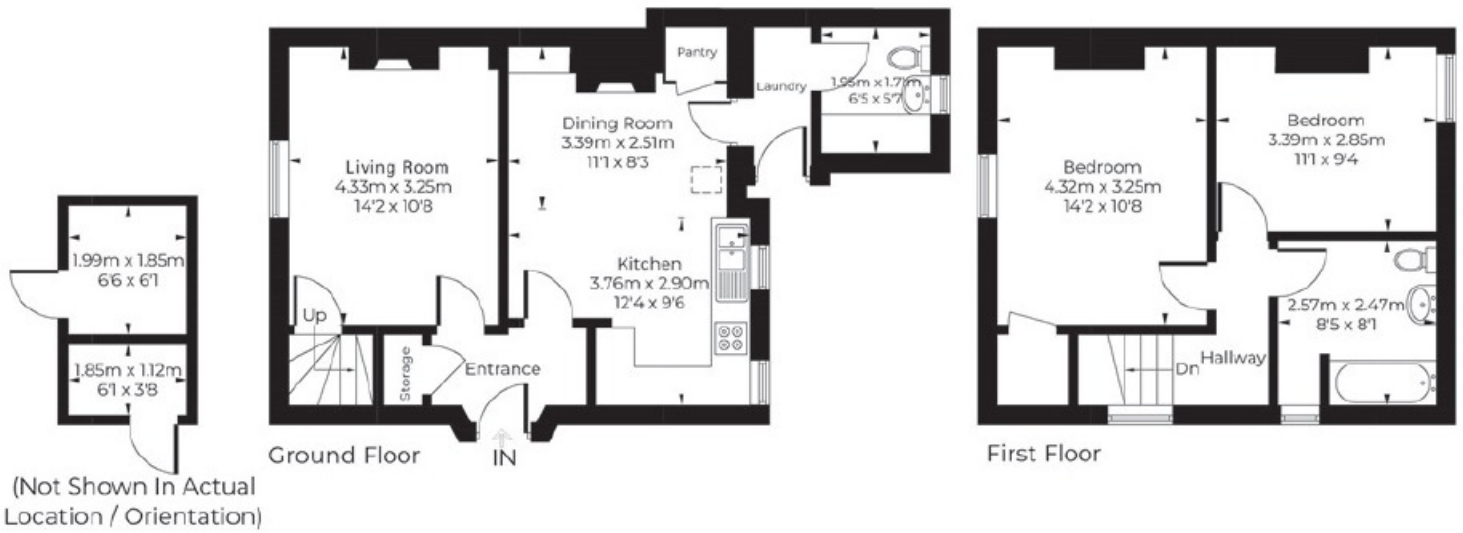 Pantry
Laundry
1.95m x 1.71m
6'5 x 5'7
Dining Room
3.39m x 2.51m
11'1 x 8'3
Living Room
4.33m x 3.25m
14'2 x 10'8
Kitchen
3.76m x 2.90m
12'4 x 9'6
Up
Storage
Entrance
Ground Floor
IN
1.99m x 1.85m
6'6 x 6'1
1.85m x 1.12m
6'1 x 3'8
(Not Shown In Actual
Location / Orientation)
Bedroom
4.32m x 3.25m
14'2 x 10'8
Bedroom
3.39m x 2.85m
11'1 x 9'4
2.57m x 2.47m
8'5 x 8'1
Dn
Hallway
First Floor